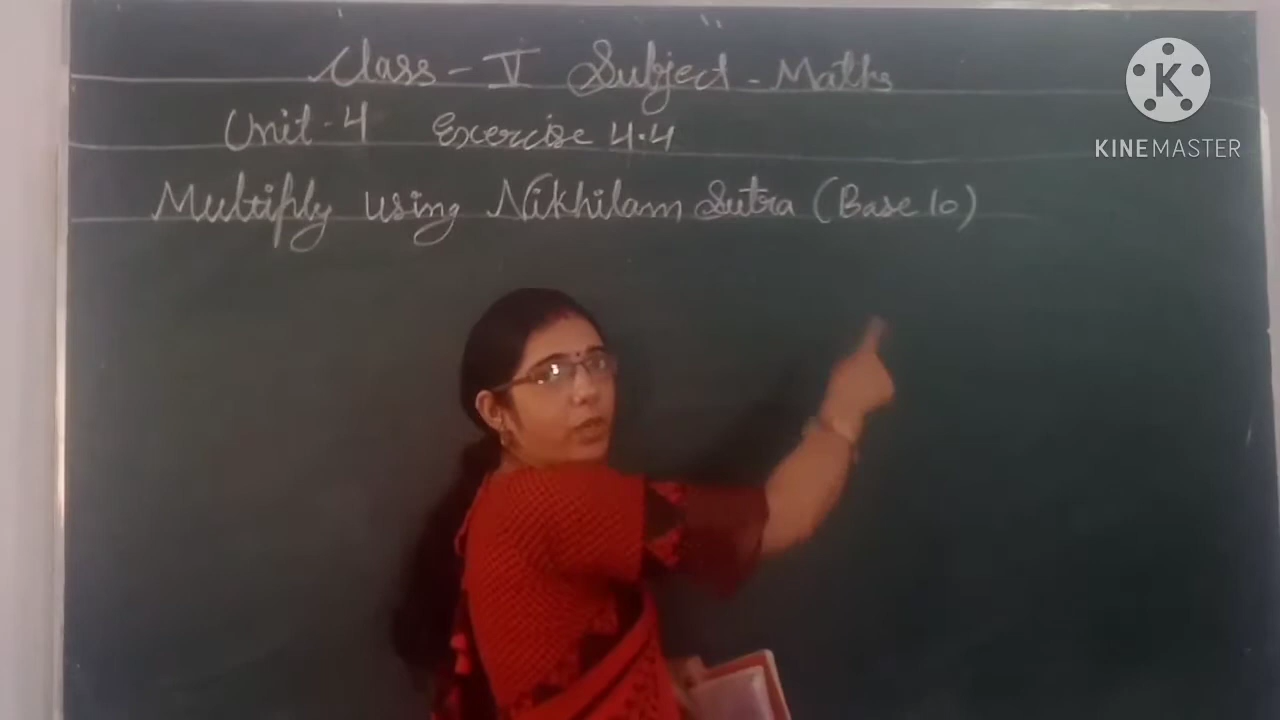 Class - V Subject - Maths
Unit - 4 Exercise 4.4
Multiply using Nikhilam Sutra (Base 10)
K
KINEMASTER